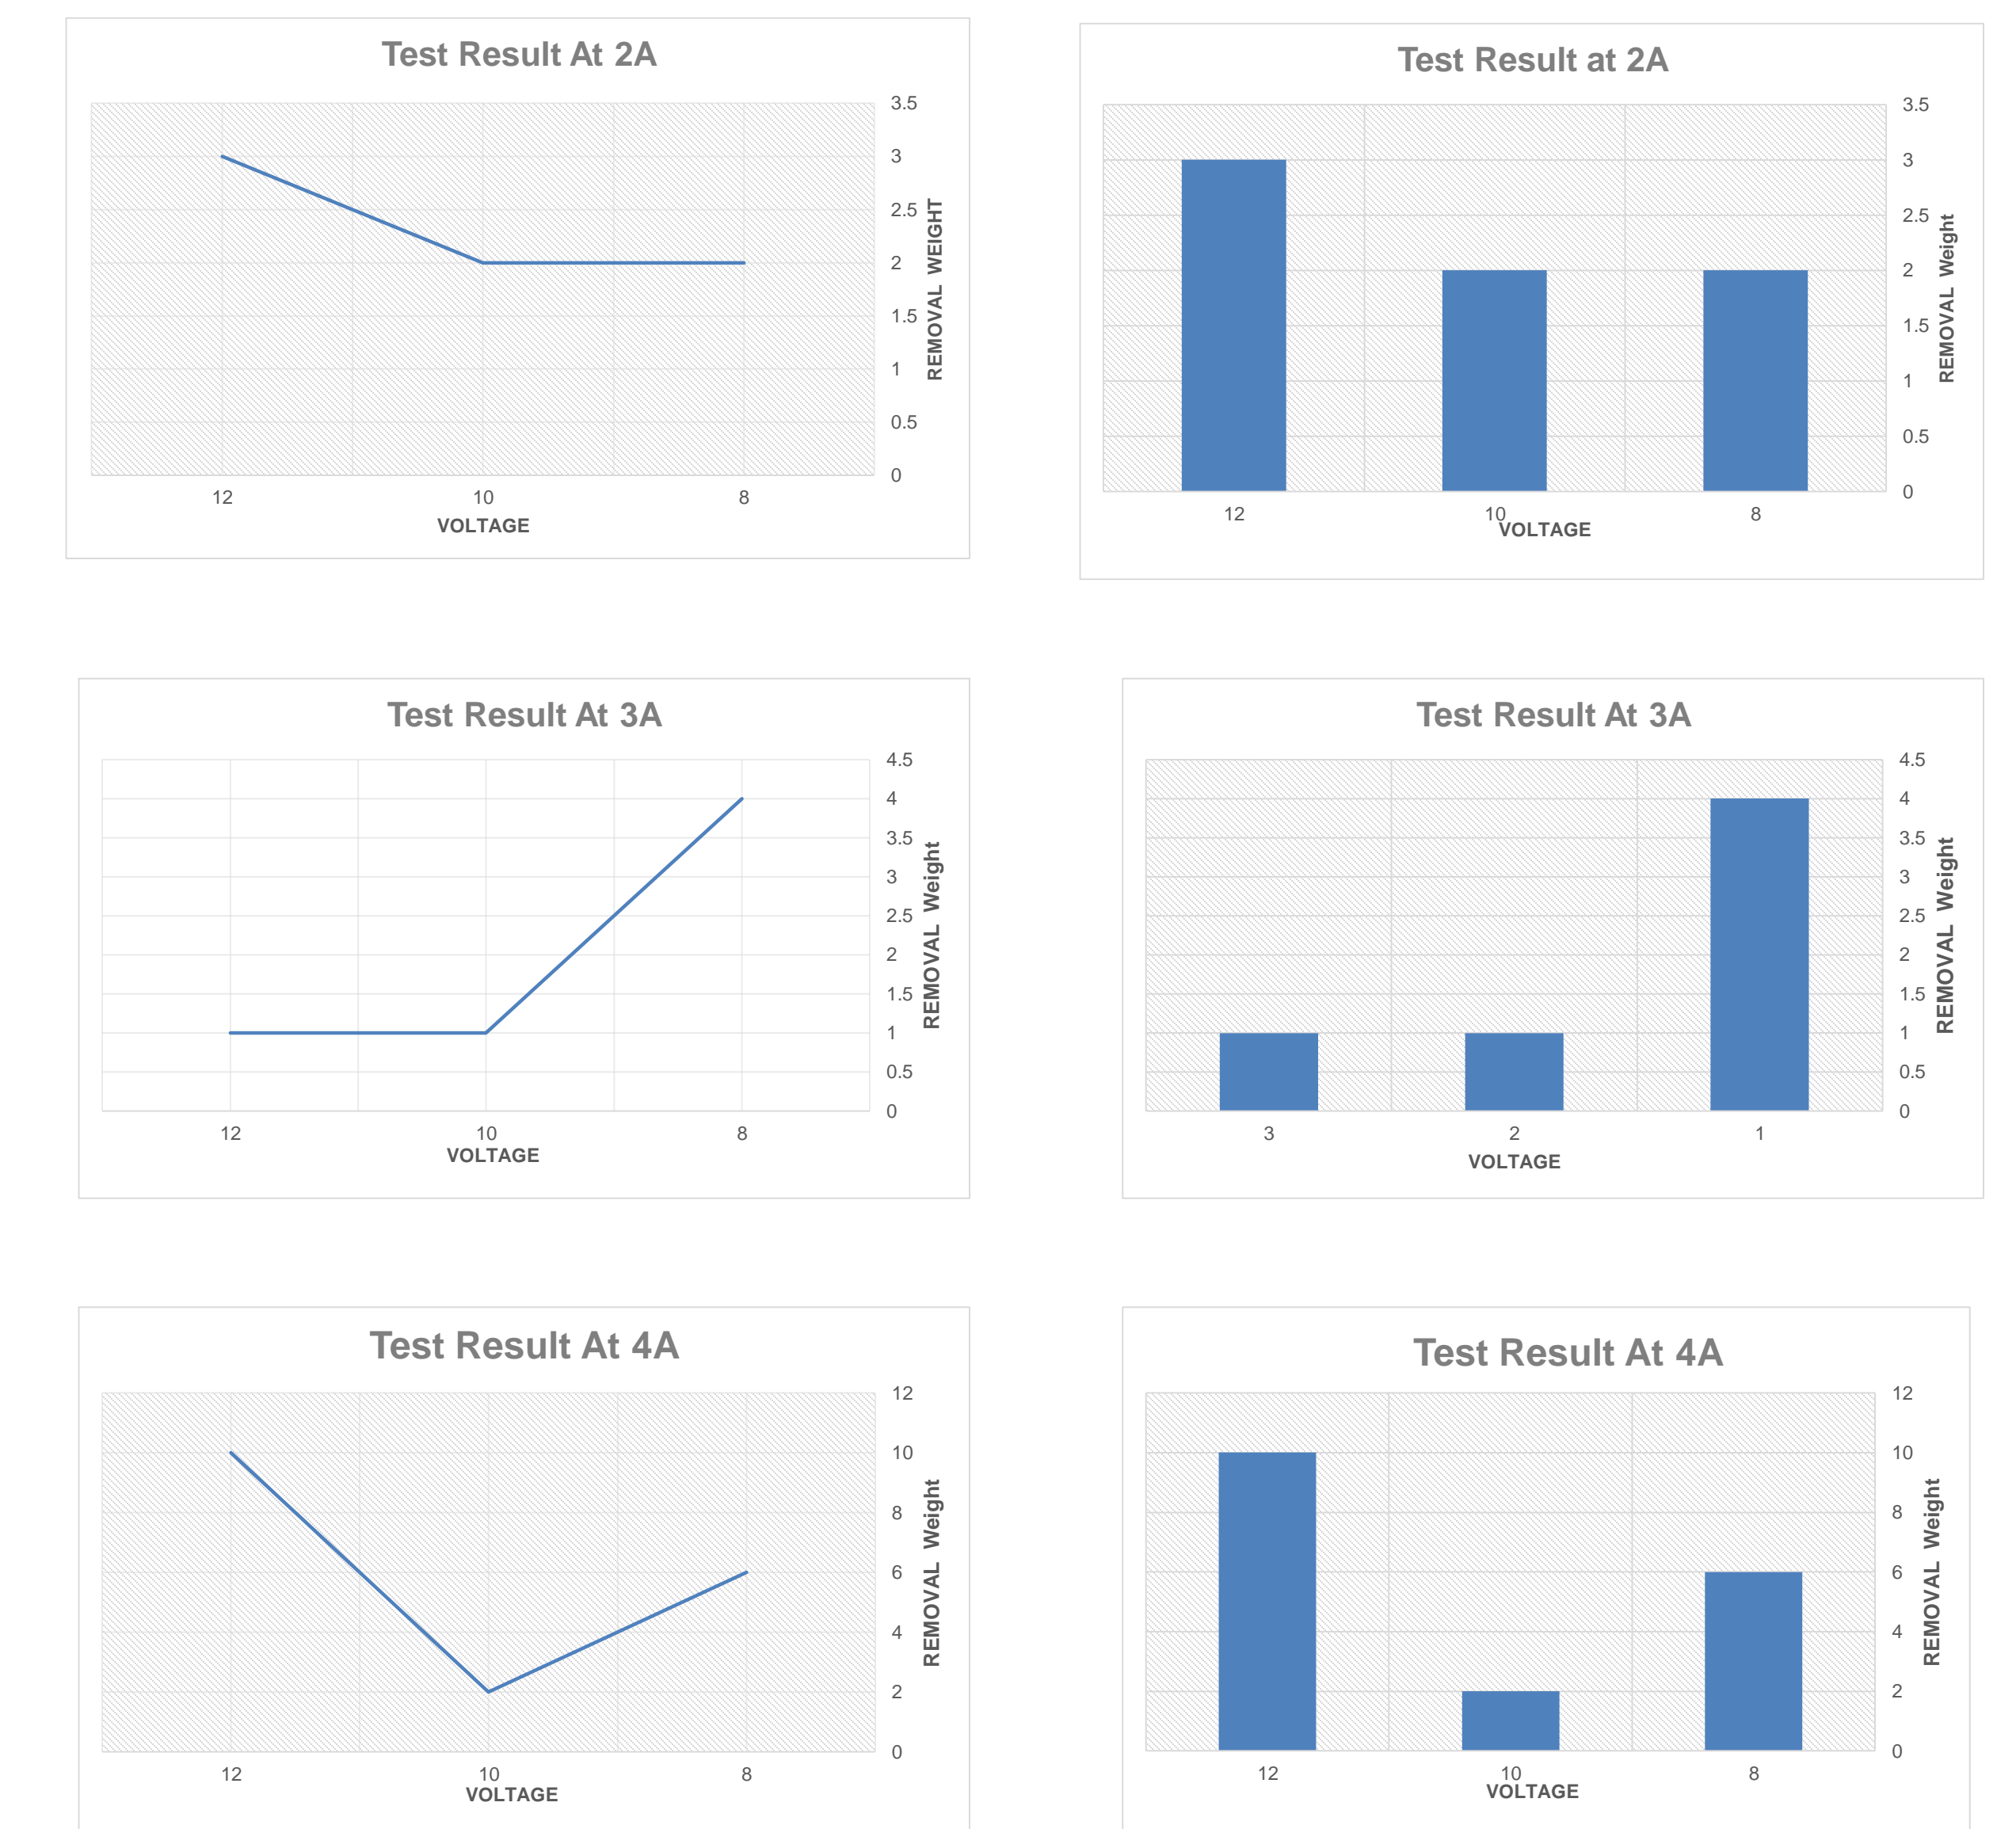 Test Result At 2A
3.5
3
2.5
2
1.5
1
0.5
0
REMOVAL WEIGHT
12 10 8
VOLTAGE
Test Result at 2A
3.5
3
2.5
2
1.5
1
0.5
0
REMOVAL Weight
12 10 8
VOLTAGE
Test Result At 3A
4.5
4
3.5
3
2.5
2
1.5
1
0.5
0
REMOVAL Weight
12 10 8
VOLTAGE
Test Result At 3A
4.5
4
3.5
3
2.5
2
1.5
1
0.5
0
REMOVAL Weight
3 2 1
VOLTAGE
Test Result At 4A
12
10
8
6
4
2
0
REMOVAL Weight
12 10 8
VOLTAGE
Test Result At 4A
12
10
8
6
4
2
0
REMOVAL Weight
12 10 8
VOLTAGE